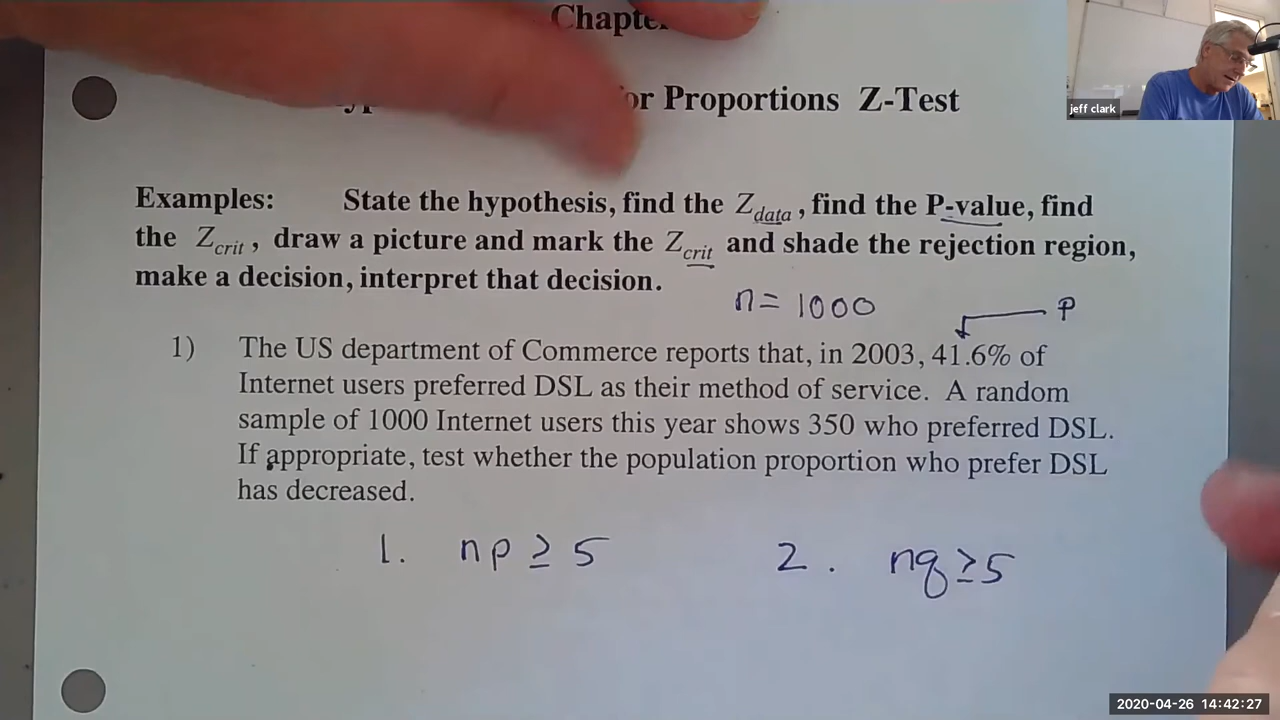 Chapter
or Proportions Z-Test
jeff clark
Examples: State the hypothesis, find the Zdata, find the P-value, find
the Zcrit, draw a picture and mark the Zcrit and shade the rejection region,
make a decision, interpret that decision.
n = 1000
p
1) The US department of Commerce reports that, in 2003, 41.6% of
Internet users preferred DSL as their method of service. A random
sample of 1000 Internet users this year shows 350 who preferred DSL.
If appropriate, test whether the population proportion who prefer DSL
has decreased.
1. np ≥ 5 2. nq ≥ 5
2020-04-26 14:42:27